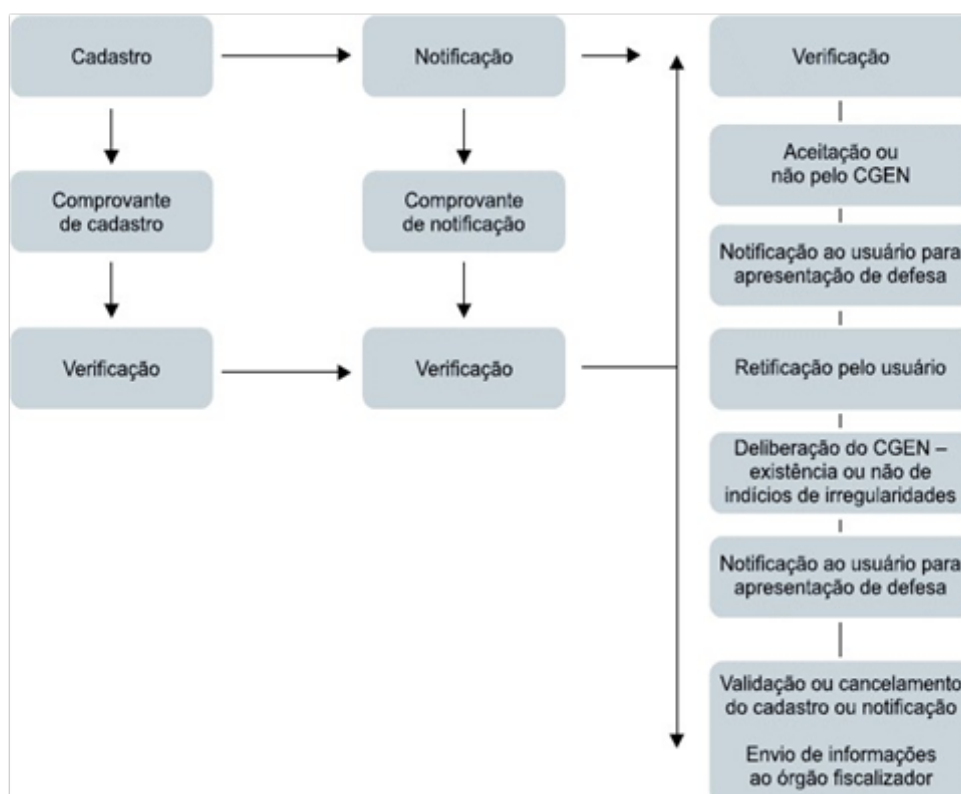 Cadastro
Notificação
Verificação
Aceitação ou
não pelo CGEN
Comprovante
de cadastro
Comprovante
de notificação
Notificação ao usuário para
apresentação de defesa
Verificação
Verificação
Retificação pelo usuário
Deliberação do CGEN –
existência ou não de
indícios de irregularidades
Notificação ao usuário para
apresentação de defesa
Validação ou cancelamento
do cadastro ou notificação
Envio de informações
ao órgão fiscalizador